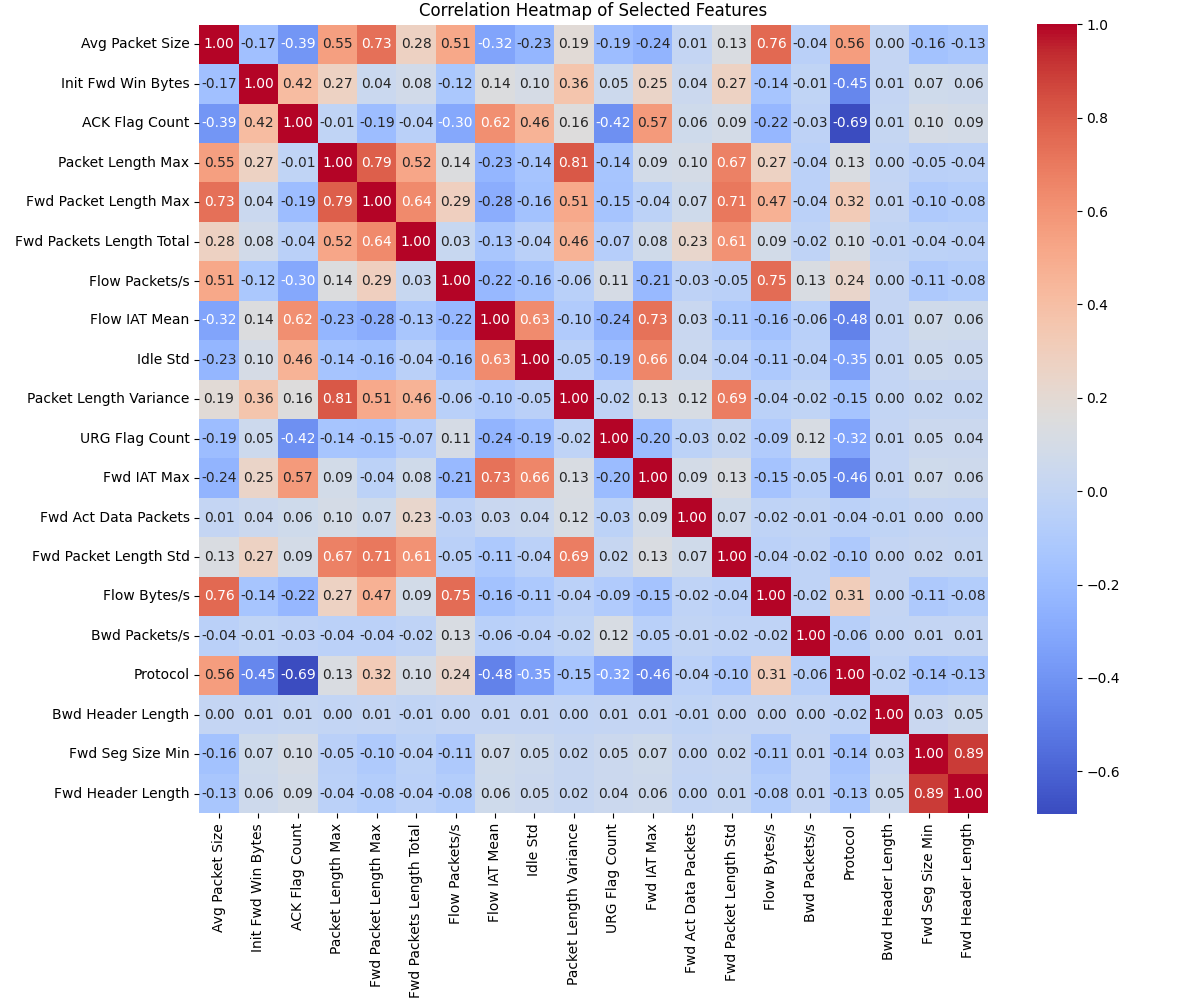 Correlation Heatmap of Selected Features
Avg Packet Size 1.00 -0.17 -0.39 0.55 0.73 0.28 0.51 -0.32 -0.23 0.19 -0.19 -0.24 0.01 0.13 0.76 -0.04 0.56 0.00 -0.16 -0.13
Init Fwd Win Bytes -0.17 1.00 0.42 0.27 0.04 0.08 -0.12 0.14 0.10 0.36 0.05 0.25 0.04 0.27 -0.14 -0.01 -0.45 0.01 0.07 0.06
ACK Flag Count -0.39 0.42 1.00 -0.01 -0.19 -0.04 -0.30 0.62 0.46 0.16 -0.42 0.57 0.06 0.09 -0.22 -0.03 -0.69 0.01 0.10 0.09
Packet Length Max 0.55 0.27 -0.01 1.00 0.79 0.52 0.14 -0.23 -0.14 0.81 -0.14 0.09 0.10 0.67 0.27 -0.04 0.13 0.00 -0.05 -0.04
Fwd Packet Length Max 0.73 0.04 -0.19 0.79 1.00 0.64 0.29 -0.28 -0.16 0.51 -0.15 -0.04 0.07 0.71 0.47 -0.04 0.32 0.01 -0.10 -0.08
Fwd Packets Length Total 0.28 0.08 -0.04 0.52 0.64 1.00 0.03 -0.13 -0.04 0.46 -0.07 0.08 0.23 0.61 0.09 -0.02 0.10 -0.01 -0.04 -0.04
Flow Packets/s 0.51 -0.12 -0.30 0.14 0.29 0.03 1.00 -0.22 -0.16 -0.06 0.11 -0.21 -0.03 -0.05 0.75 0.13 0.24 0.00 -0.11 -0.08
Flow IAT Mean -0.32 0.14 0.62 -0.23 -0.28 -0.13 -0.22 1.00 0.63 -0.10 -0.24 0.73 0.03 -0.11 -0.16 -0.06 -0.48 0.01 0.07 0.06
Idle Std -0.23 0.10 0.46 -0.14 -0.16 -0.04 -0.16 0.63 1.00 -0.05 -0.19 0.66 0.04 -0.04 -0.11 -0.04 -0.35 0.01 0.05 0.05
Packet Length Variance 0.19 0.36 0.16 0.81 0.51 0.46 -0.06 -0.10 -0.05 1.00 -0.02 0.13 0.12 0.69 -0.04 -0.02 -0.15 0.00 0.02 0.02
URG Flag Count -0.19 0.05 -0.42 -0.14 -0.15 -0.07 0.11 -0.24 -0.19 -0.02 1.00 -0.20 -0.03 0.02 -0.09 0.12 -0.32 0.01 0.05 0.04
Fwd IAT Max -0.24 0.25 0.57 0.09 -0.04 0.08 -0.21 0.73 0.66 0.13 -0.20 1.00 0.09 0.13 -0.15 -0.05 -0.46 0.01 0.07 0.06
Fwd Act Data Packets 0.01 0.04 0.06 0.10 0.07 0.23 -0.03 0.03 0.04 0.12 -0.03 0.09 1.00 0.07 -0.02 -0.01 -0.04 -0.01 0.00 0.00
Fwd Packet Length Std 0.13 0.27 0.09 0.67 0.71 0.61 -0.05 -0.11 -0.04 0.69 0.02 0.13 0.07 1.00 -0.04 -0.02 -0.10 0.00 0.02 0.01
Flow Bytes/s 0.76 -0.14 -0.22 0.27 0.47 0.09 0.75 -0.16 -0.11 -0.04 -0.09 -0.15 -0.02 -0.04 1.00 -0.02 0.31 0.00 -0.11 -0.08
Bwd Packets/s -0.04 -0.01 -0.03 -0.04 -0.04 -0.02 0.13 -0.06 -0.04 -0.02 0.12 -0.05 -0.01 -0.02 -0.02 1.00 -0.06 0.00 0.01 0.01
Protocol 0.56 -0.45 -0.69 0.13 0.32 0.10 0.24 -0.48 -0.35 -0.15 -0.32 -0.46 -0.04 -0.10 0.31 -0.06 1.00 -0.02 -0.14 -0.13
Bwd Header Length 0.00 0.01 0.01 0.00 0.01 -0.01 0.00 0.01 0.01 0.00 0.01 0.01 -0.01 0.00 0.00 0.00 -0.02 1.00 0.03 0.05
Fwd Seg Size Min -0.16 0.07 0.10 -0.05 -0.10 -0.04 -0.11 0.07 0.05 0.02 0.05 0.07 0.00 0.02 -0.11 0.01 -0.14 0.03 1.00 0.89
Fwd Header Length -0.13 0.06 0.09 -0.04 -0.08 -0.04 -0.08 0.06 0.05 0.02 0.04 0.06 0.00 0.01 -0.08 0.01 -0.13 0.05 0.89 1.00
Avg Packet Size
Init Fwd Win Bytes
ACK Flag Count
Packet Length Max
Fwd Packet Length Max
Fwd Packets Length Total
Flow Packets/s
Flow IAT Mean
Idle Std
Packet Length Variance
URG Flag Count
Fwd IAT Max
Fwd Act Data Packets
Fwd Packet Length Std
Flow Bytes/s
Bwd Packets/s
Protocol
Bwd Header Length
Fwd Seg Size Min
Fwd Header Length
1.0
0.8
0.6
0.4
0.2
0.0
−0.2
−0.4
−0.6